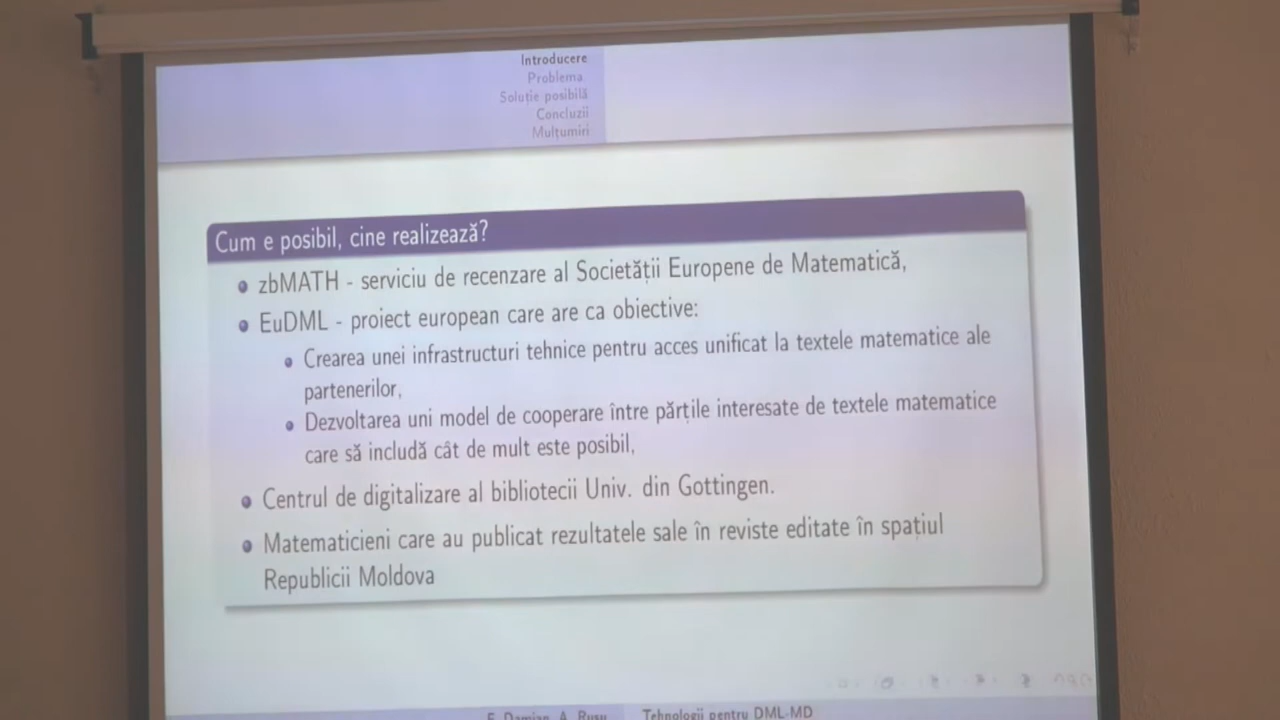 Introducere
Problema
Soluție posibilă
Concluzii
Mulțumiri
Cum e posibil, cine realizează?
zbMATH - serviciu de recenzare al Societății Europene de Matematică,
EuDML - proiect european care are ca obiective:
Crearea unei infrastructuri tehnice pentru acces unificat la textele matematice ale
partenerilor,
Dezvoltarea uni model de cooperare între părțile interesate de textele matematice
care să includă cât de mult este posibil,
Centrul de digitalizare al bibliotecii Univ. din Gottingen.
Matematicieni care au publicat rezultatele sale în reviste editate în spațiul
Republicii Moldova
Damian, A. Rusu
Tehnologii pentru DML-MD